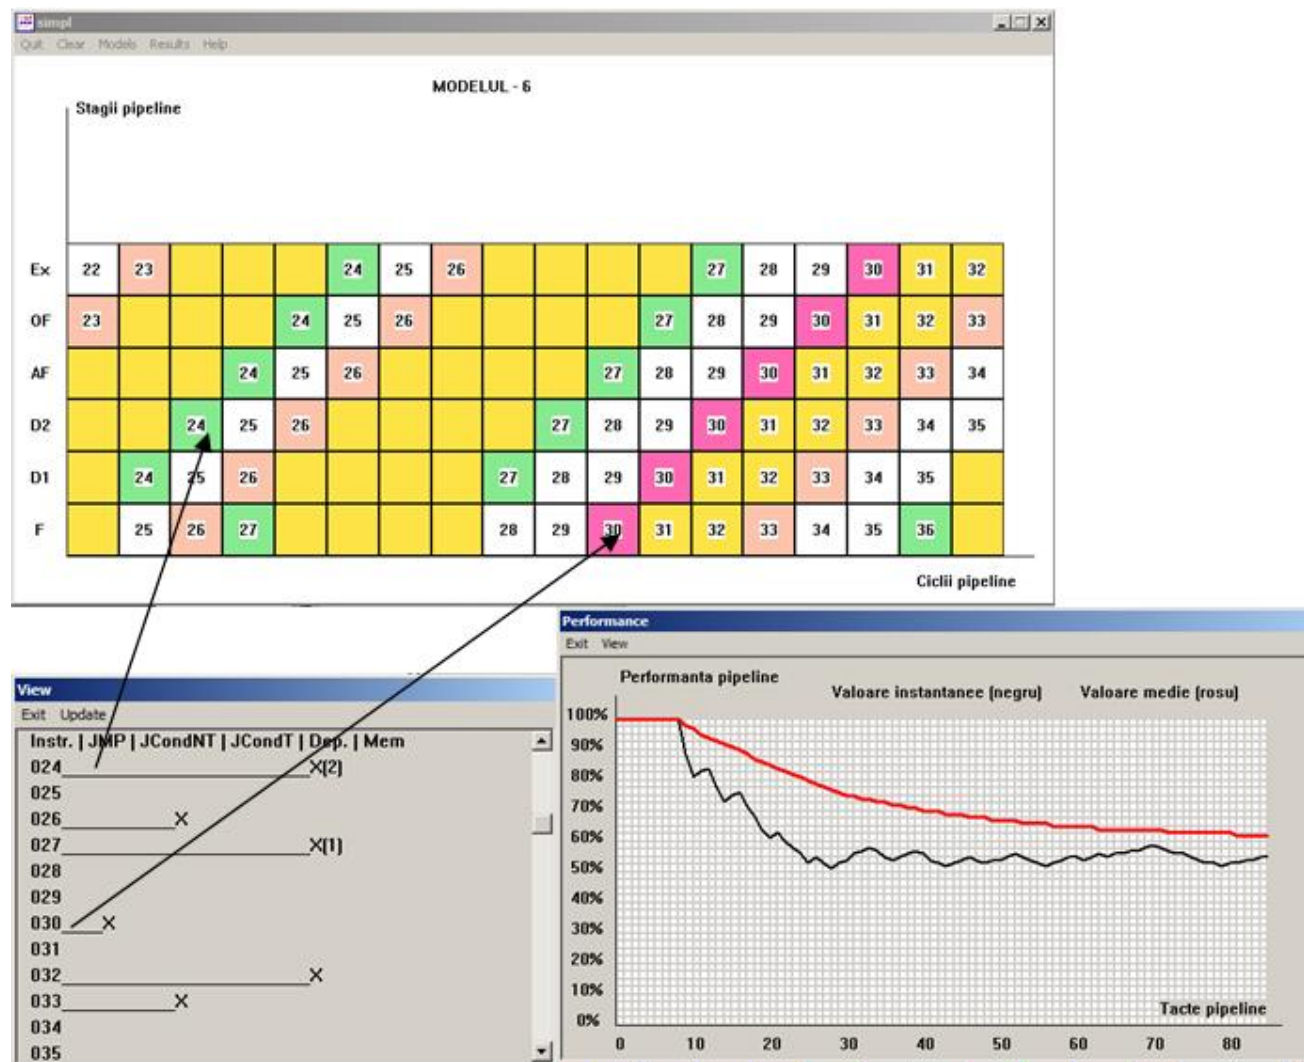 simpl
Quit Clear Models Results Help
MODELUL - 6
Stagii pipeline
Ex 22 23 24 25 26 27 28 29 30 31 32
OF 23 24 25 26 27 28 29 30 31 32 33
AF 24 25 26 27 28 29 30 31 32 33 34
D2 24 25 26 27 28 29 30 31 32 33 34 35
D1 24 25 26 27 28 29 30 31 32 33 34 35
F 25 26 27 28 29 30 31 32 33 34 35 36
Ciclii pipeline
View
Exit Update
Instr. | JMP | JCondNT | JCondT | Dep. | Mem
024 X(2)
025
026 X
027 X(1)
028
029
030 X
031
032 X
033 X
034
035
Performance
Exit View
Performanta pipeline
Valoare instantanee (negru) Valoare medie (rosu)
100%
90%
80%
70%
60%
50%
40%
30%
20%
10%
0%
Tacte pipeline
0 10 20 30 40 50 60 70 80